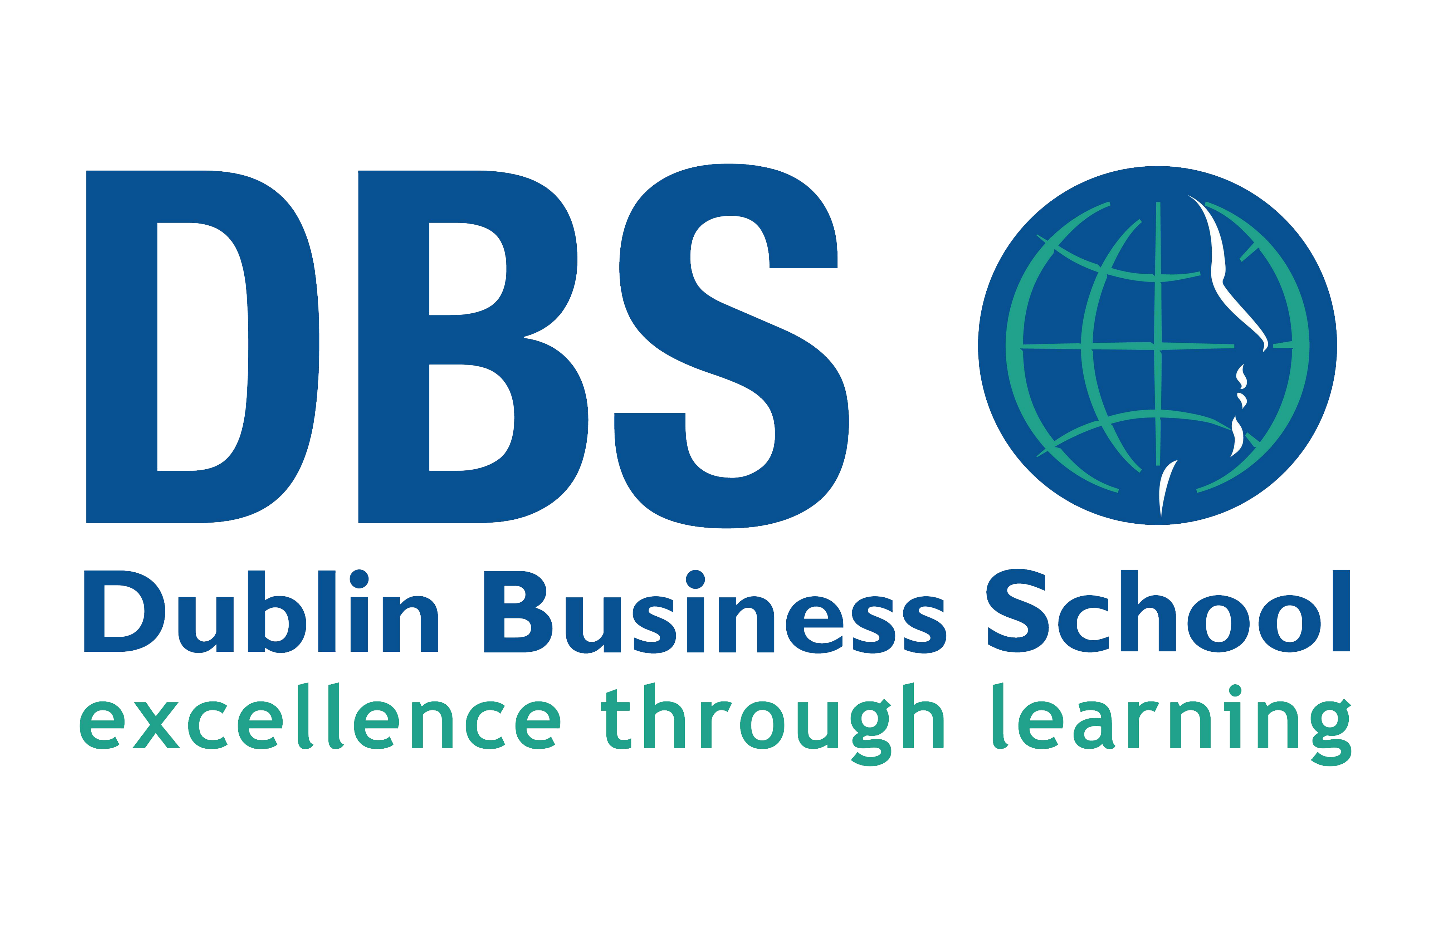 DBS
Dublin Business School
excellence through learning